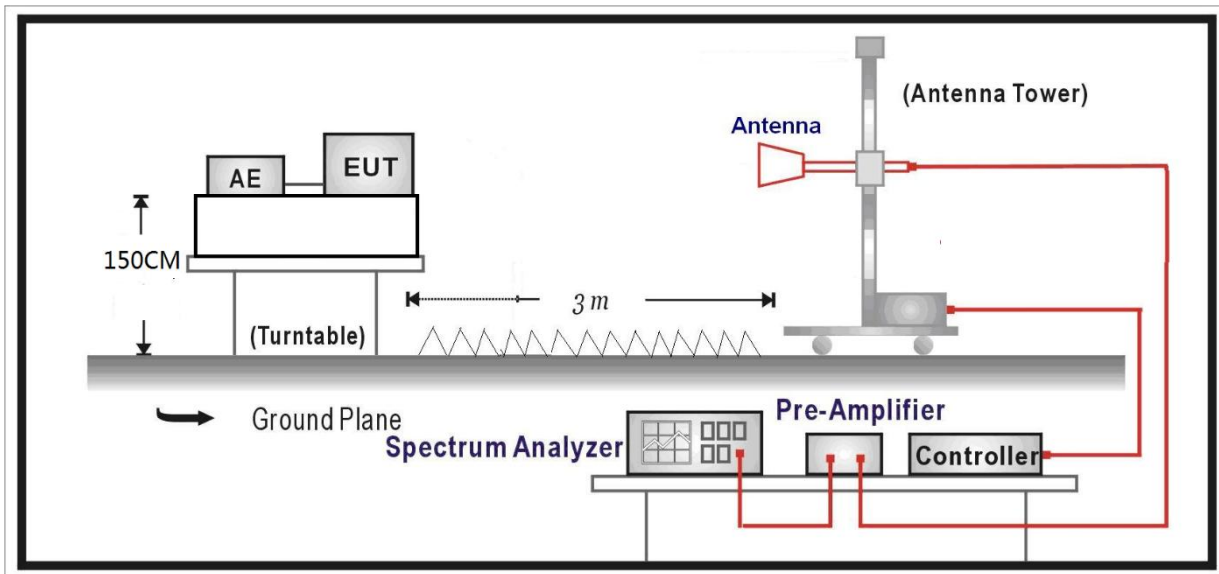 (Antenna Tower)
Antenna
EUT
AE
150CM
3 m
(Turntable)
Ground Plane
Pre-Amplifier
Spectrum Analyzer
Controller